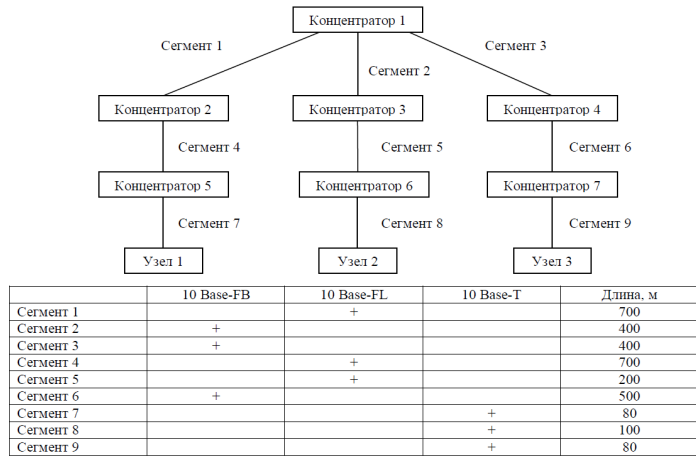 Концентратор 1
Сегмент 1
Сегмент 3
Сегмент 2
Концентратор 2
Концентратор 3
Концентратор 4
Сегмент 4
Сегмент 5
Сегмент 6
Концентратор 5
Концентратор 6
Концентратор 7
Сегмент 7
Сегмент 8
Сегмент 9
Узел 1
Узел 2
Узел 3
10 Base-FB 10 Base-FL 10 Base-T Длина, м
Сегмент 1 + 700
Сегмент 2 + 400
Сегмент 3 + 400
Сегмент 4 + 700
Сегмент 5 + 200
Сегмент 6 + 500
Сегмент 7 + 80
Сегмент 8 + 100
Сегмент 9 + 80